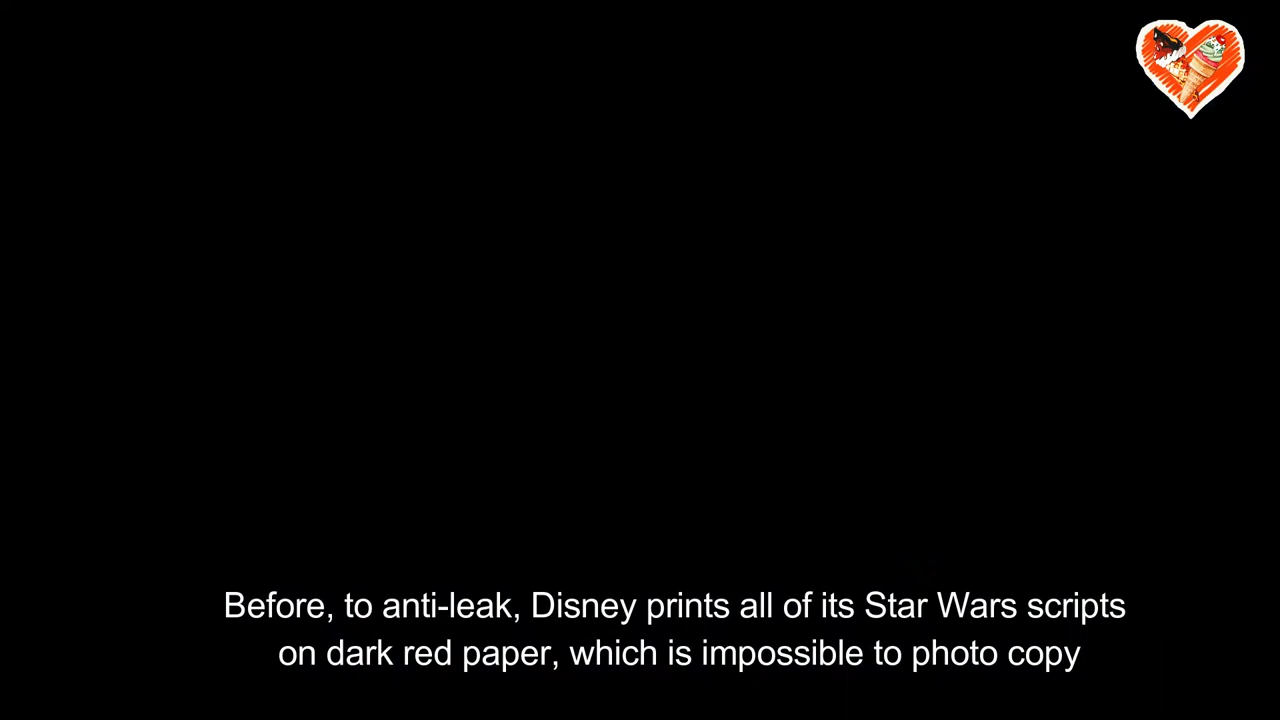 Before, to anti-leak, Disney prints all of its Star Wars scripts
on dark red paper, which is impossible to photo copy